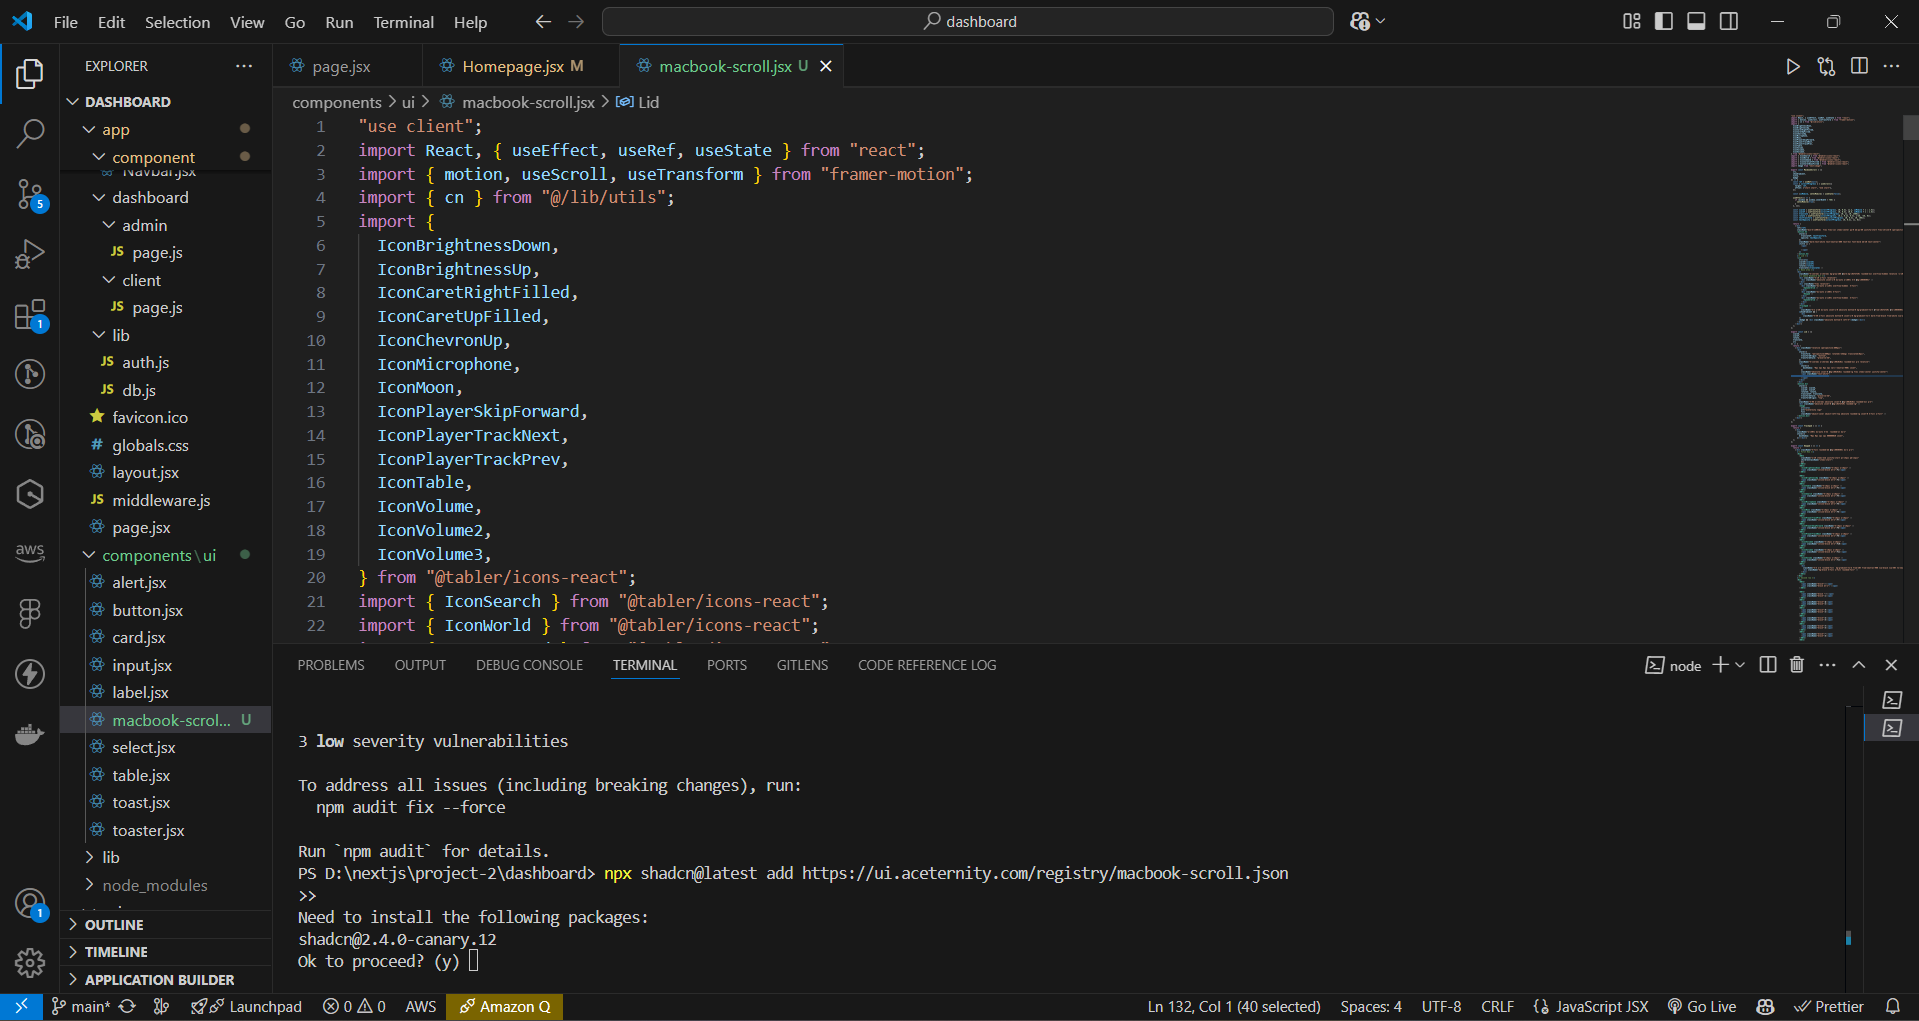 File Edit Selection View Go Run Terminal Help
dashboard
EXPLORER
DASHBOARD
app
component
Navbar.jsx
dashboard
admin
JS page.js
client
JS page.js
lib
JS auth.js
JS db.js
favicon.ico
# globals.css
layout.jsx
JS middleware.js
page.jsx
components\ui
alert.jsx
button.jsx
card.jsx
input.jsx
label.jsx
macbook-scrol... U
select.jsx
table.jsx
toast.jsx
toaster.jsx
lib
node_modules
OUTLINE
TIMELINE
APPLICATION BUILDER
5
1
aws
1
page.jsx
Homepage.jsx M
macbook-scroll.jsx U
components > ui > macbook-scroll.jsx > Lid
1 "use client";
2 import React, { useEffect, useRef, useState } from "react";
3 import { motion, useScroll, useTransform } from "framer-motion";
4 import { cn } from "@/lib/utils";
5 import {
6 IconBrightnessDown,
7 IconBrightnessUp,
8 IconCaretRightFilled,
9 IconCaretUpFilled,
10 IconChevronUp,
11 IconMicrophone,
12 IconMoon,
13 IconPlayerSkipForward,
14 IconPlayerTrackNext,
15 IconPlayerTrackPrev,
16 IconTable,
17 IconVolume,
18 IconVolume2,
19 IconVolume3,
20 } from "@tabler/icons-react";
21 import { IconSearch } from "@tabler/icons-react";
22 import { IconWorld } from "@tabler/icons-react";
PROBLEMS OUTPUT DEBUG CONSOLE TERMINAL PORTS GITLENS CODE REFERENCE LOG
node
3 low severity vulnerabilities
To address all issues (including breaking changes), run:
npm audit fix --force
Run `npm audit` for details.
PS D:\nextjs\project-2\dashboard> npx shadcn@latest add https://ui.aceternity.com/registry/macbook-scroll.json
>>
Need to install the following packages:
shadcn@2.4.0-canary.12
Ok to proceed? (y)
main* Launchpad 0 0 AWS Amazon Q Ln 132, Col 1 (40 selected) Spaces: 4 UTF-8 CRLF {} JavaScript JSX Go Live Prettier